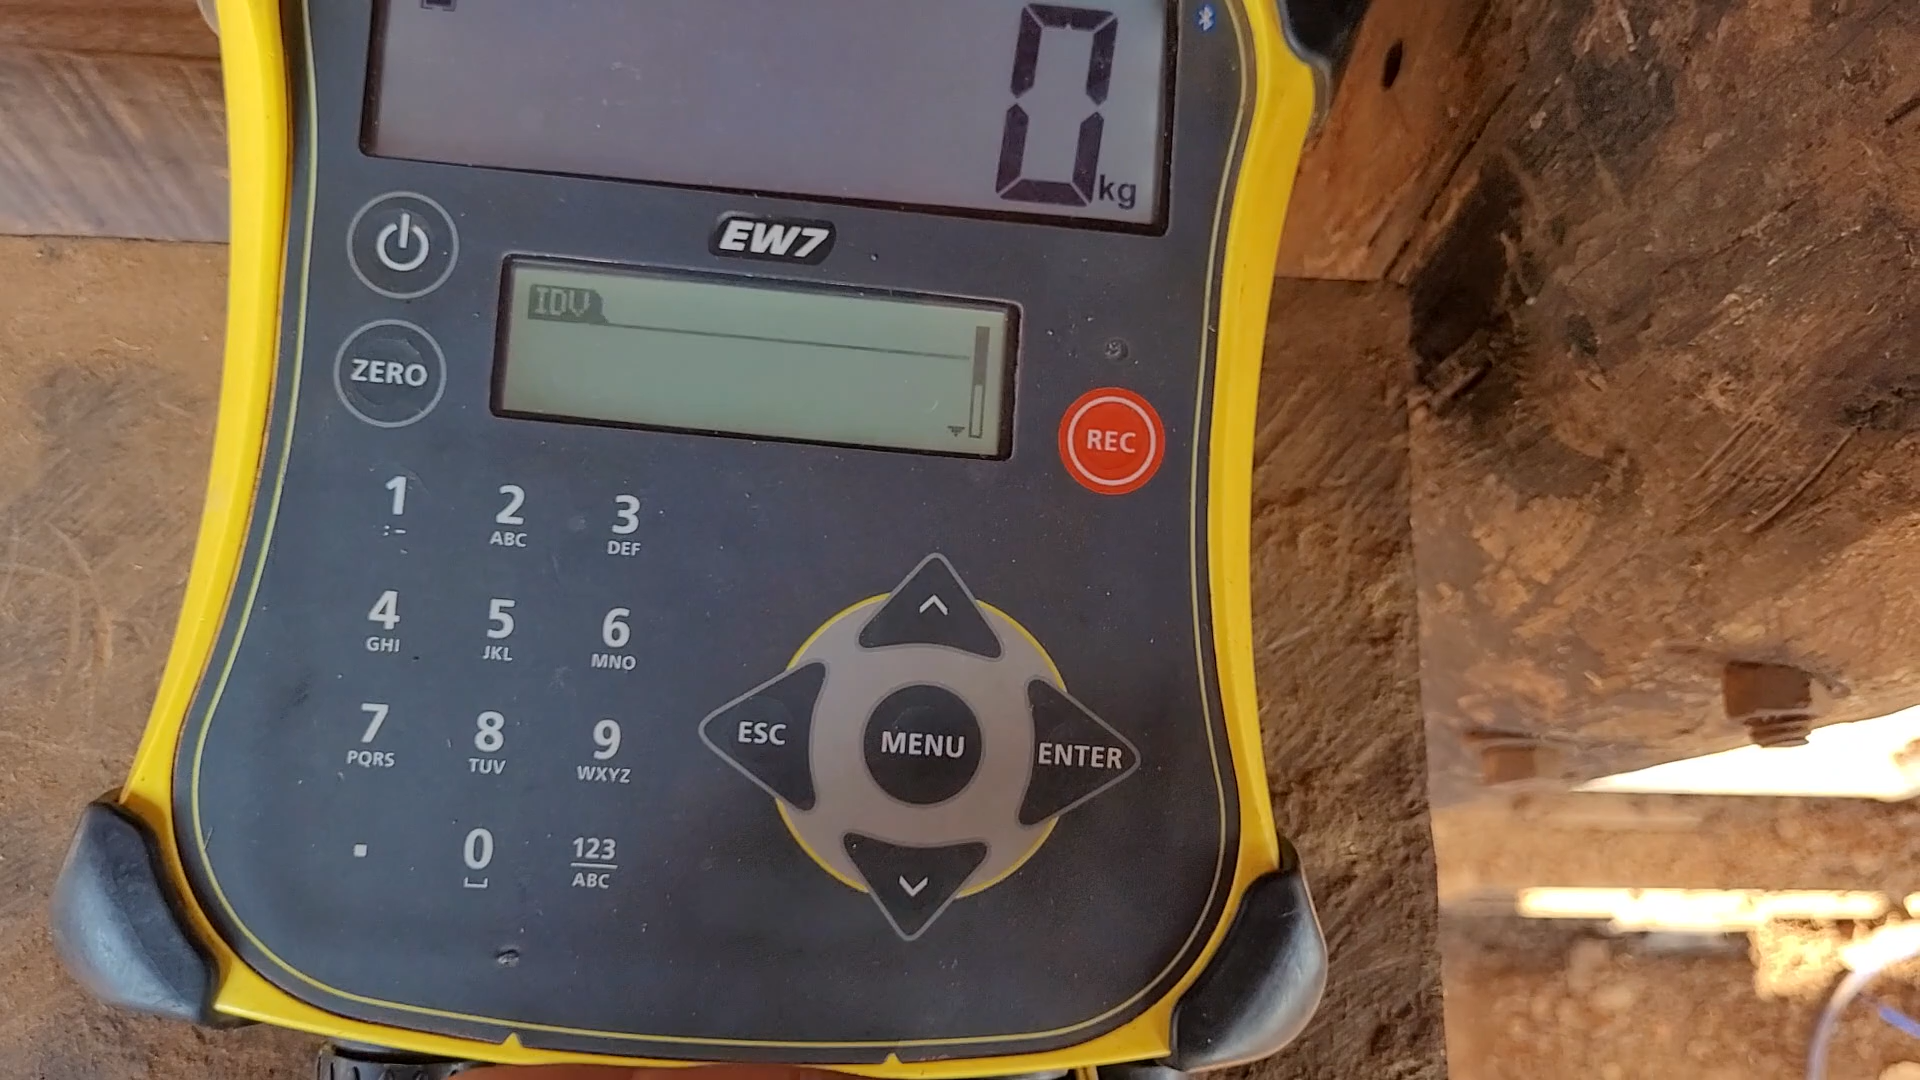 0 kg
EW7
IDV
ZERO
REC
1 2 3
:- ABC DEF
4 5 6
GHI JKL MNO
7 8 9
PQRS TUV WXYZ
. 0 123
ABC
ESC MENU ENTER